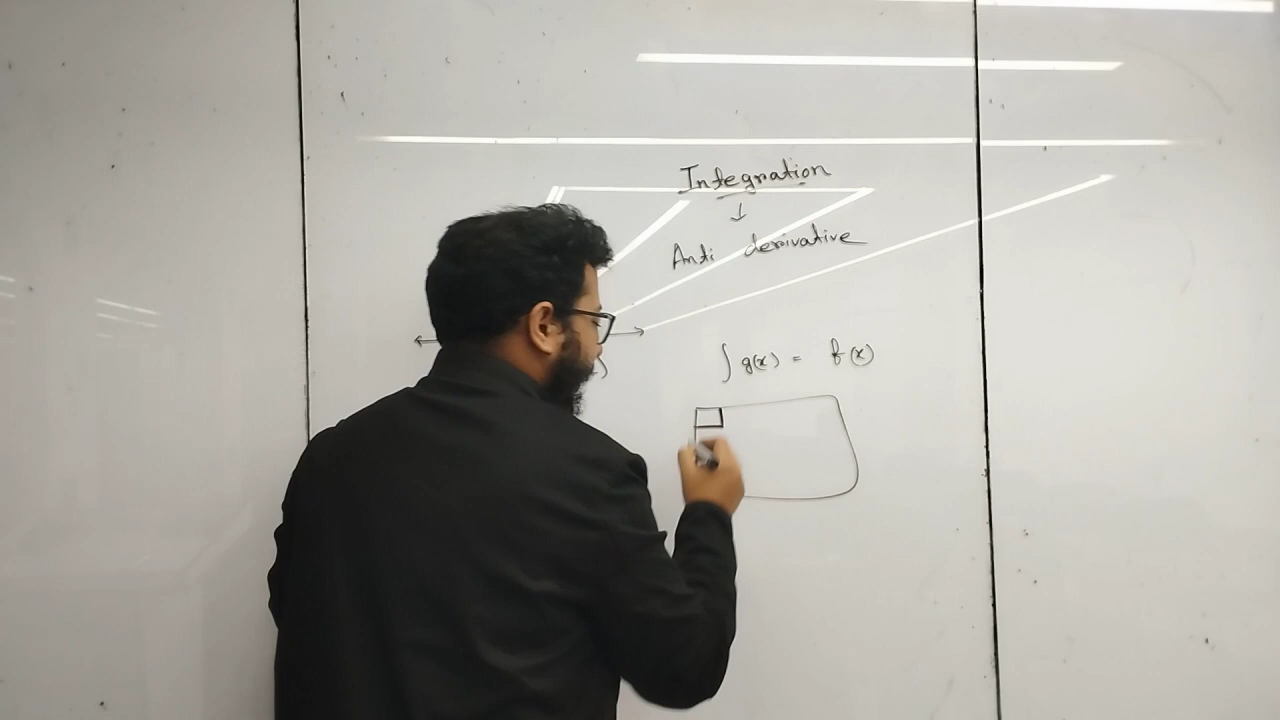 Integration
↓
Anti derivative
∫ g(x) = f(x)
)